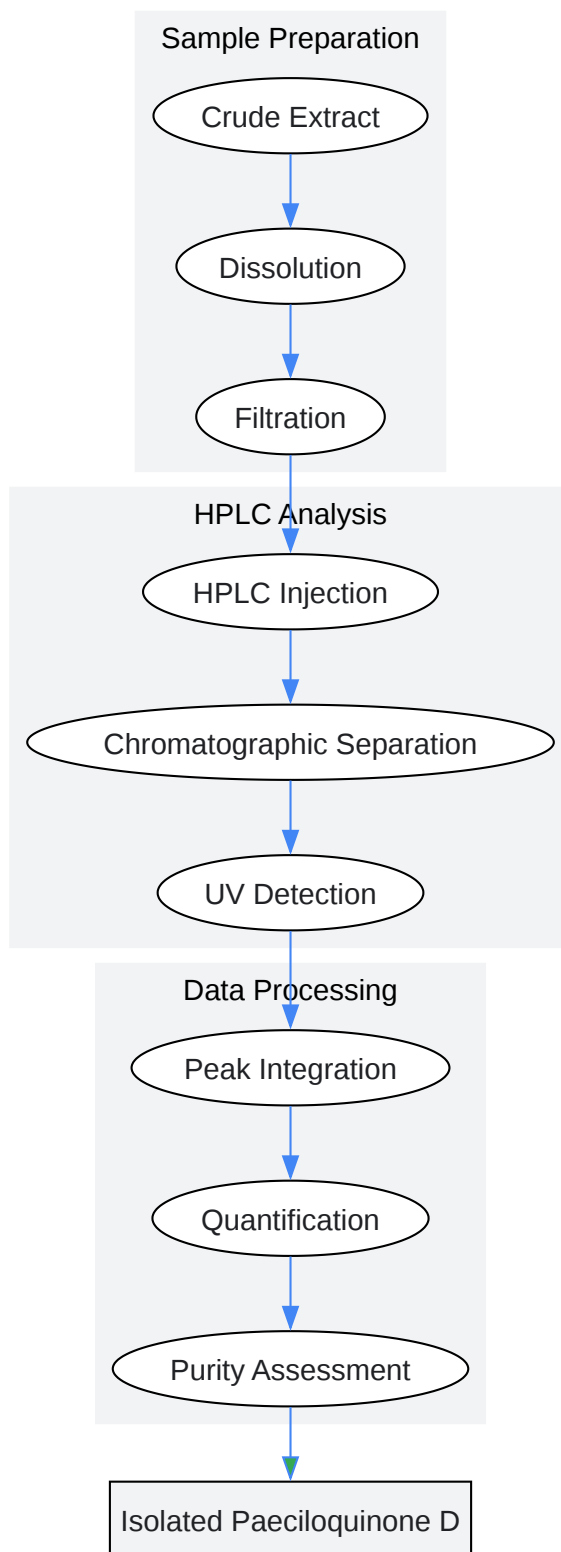 Sample Preparation
Crude Extract
Dissolution
Filtration
HPLC Analysis
HPLC Injection
Chromatographic Separation
UV Detection
Data Processing
Peak Integration
Quantification
Purity Assessment
Isolated Paeciloquinone D